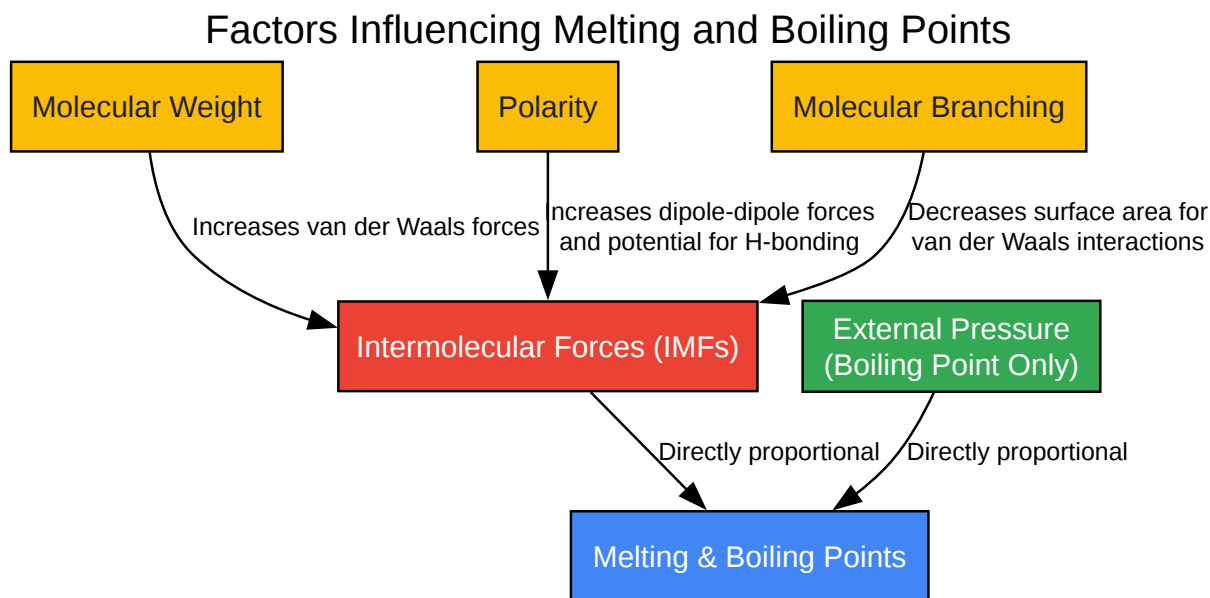 Factors Influencing Melting and Boiling Points
Molecular Weight
Polarity
Molecular Branching
Increases van der Waals forces
Increases dipole-dipole forces
and potential for H-bonding
Decreases surface area for
van der Waals interactions
Intermolecular Forces (IMFs)
External Pressure
(Boiling Point Only)
Directly proportional
Directly proportional
Melting & Boiling Points